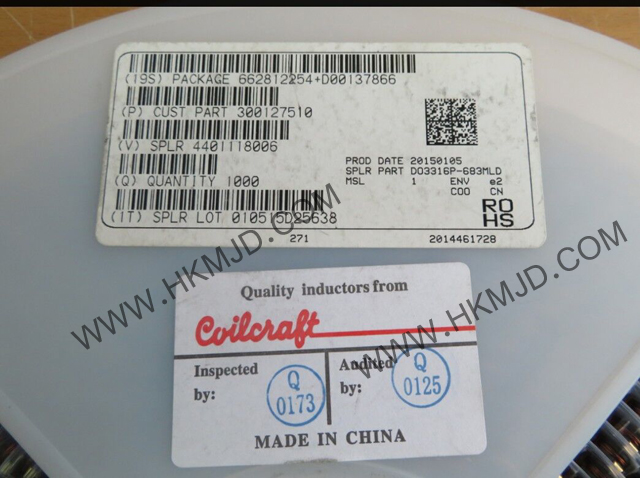 (19S) PACKAGE 662812254+D00137866
(P) CUST PART 300127510
(V) SPLR 4401118006
(Q) QUANTITY 1000
(1T) SPLR LOT 010515D25638
PROD DATE 20150105
SPLR PART DO3316P-683MLD
MSL 1 ENV e2
COO CN
RO
HS
271
2014461728
Quality inductors from
Coilcraft
Inspected by:
Q
0173
Audited by:
Q
0125
MADE IN CHINA
WWW.HKMJD.COM
WWW.HKMJD.COM